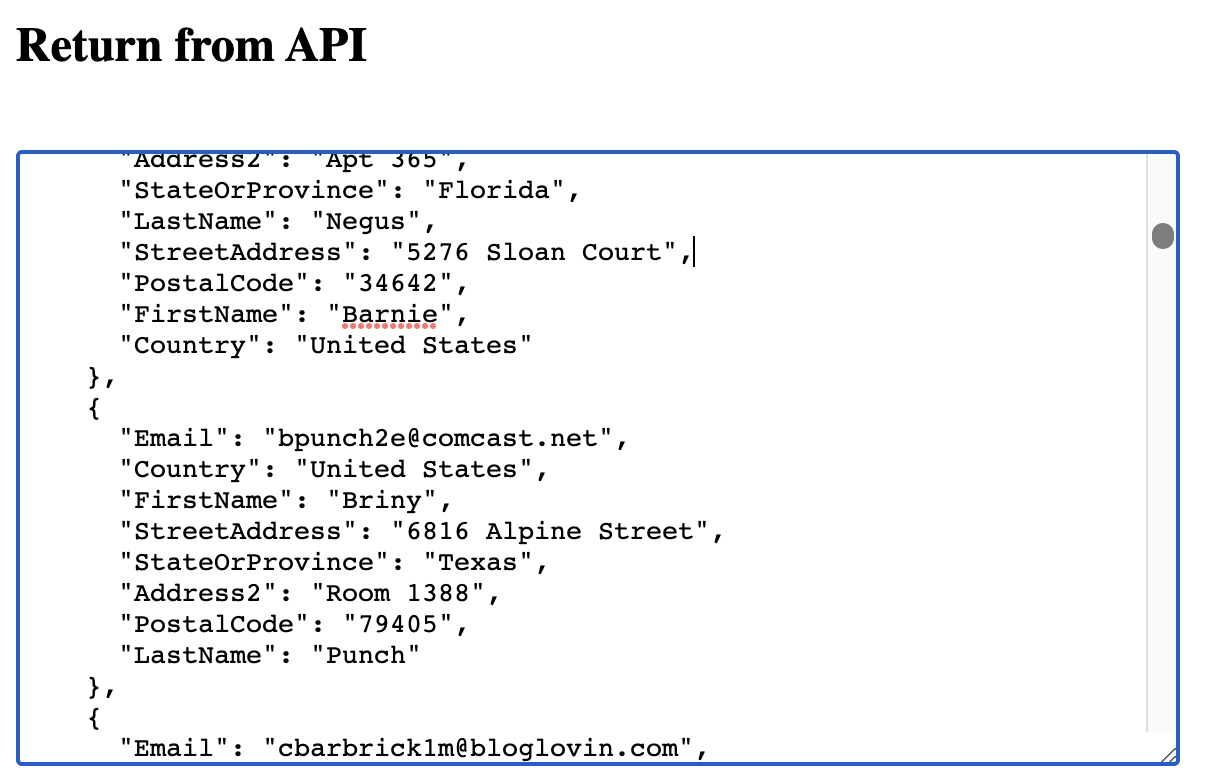 Return from API
"Address2": "Apt 365",
"StateOrProvince": "Florida",
"LastName": "Negus",
"StreetAddress": "5276 Sloan Court",
"PostalCode": "34642",
"FirstName": "Barnie",
"Country": "United States"
},
{
"Email": "bpunch2e@comcast.net",
"Country": "United States",
"FirstName": "Briny",
"StreetAddress": "6816 Alpine Street",
"StateOrProvince": "Texas",
"Address2": "Room 1388",
"PostalCode": "79405",
"LastName": "Punch"
},
{
"Email": "cbarbrick1m@bloglovin.com",